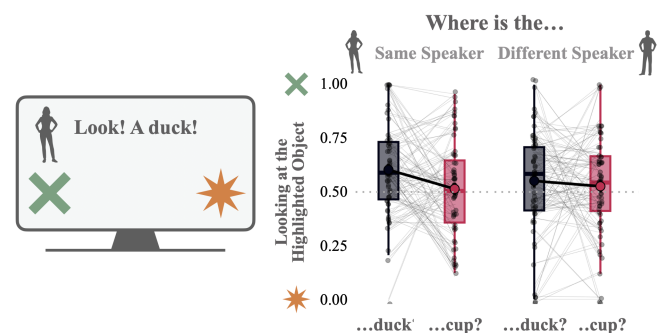 Where is the…
Same Speaker
Different Speaker
Look! A duck!
Looking at the
Highlighted Object
1.00
0.75
0.50
0.25
0.00
…duck‘
…cup?
…duck?
..cup?